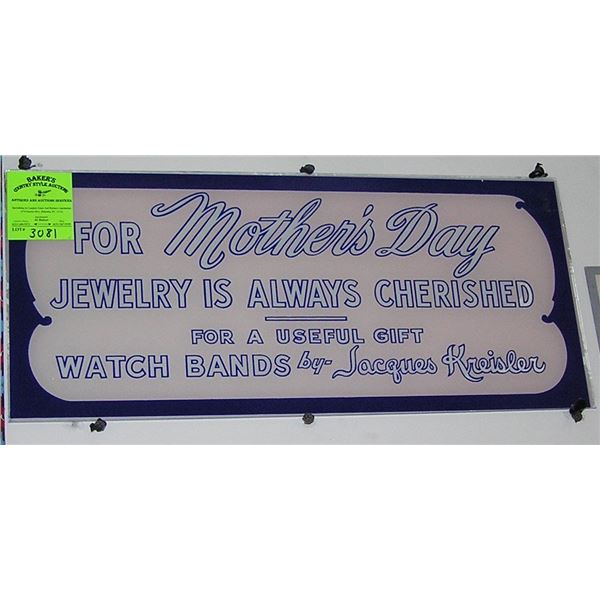 BAKER'S
COUNTRY STYLE AUCTION
ANTIQUES AND AUCTIONS SERVICES
LOT # 3081
FOR Mother's Day
JEWELRY IS ALWAYS CHERISHED
FOR A USEFUL GIFT
WATCH BANDS by- Jacques Kreisler